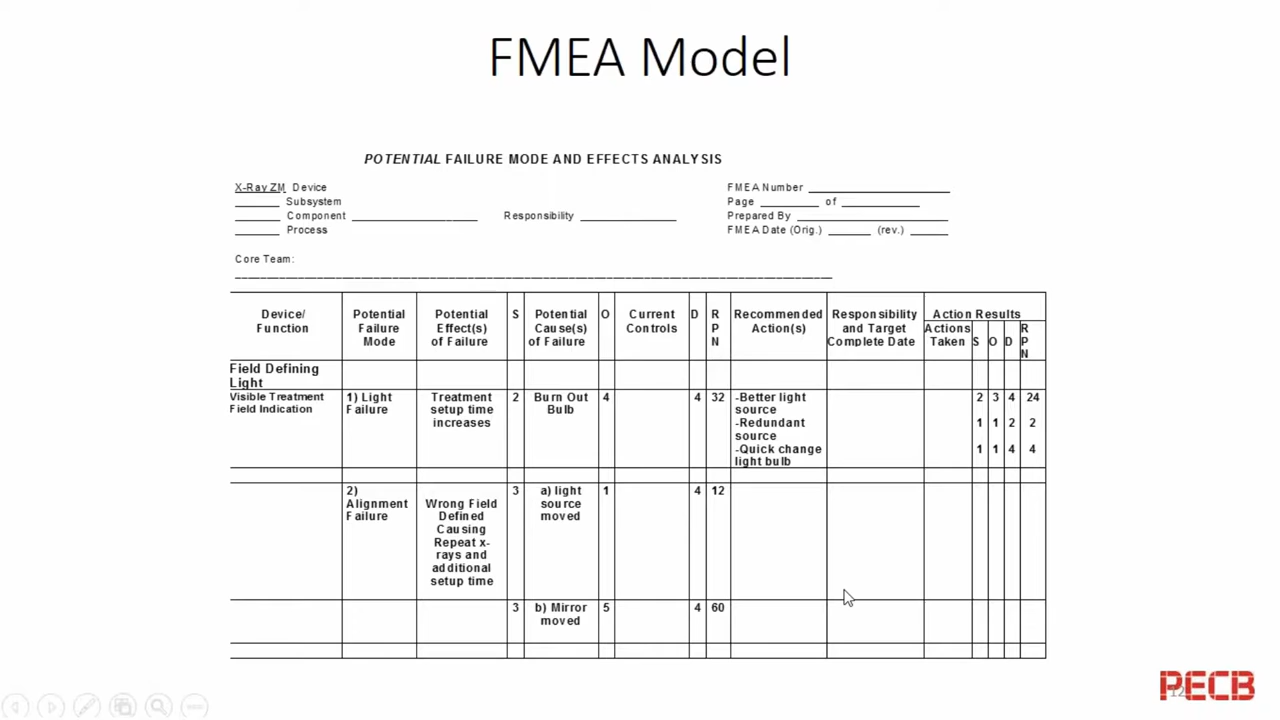 FMEA Model
POTENTIAL FAILURE MODE AND EFFECTS ANALYSIS
X-Ray ZM Device
Subsystem
Component Responsibility
Process
FMEA Number
Page of
Prepared By
FMEA Date (Orig.) (rev.)
Core Team:
Device/
Function
Potential
Failure
Mode
Potential
Effect(s)
of Failure
S
Potential
Cause(s)
of Failure
O
Current
Controls
D
R
P
N
Recommended
Action(s)
Responsibility
and Target
Complete Date
Action Results
Actions
Taken
S
O
D
R
P
N
Field Defining
Light
Visible Treatment
Field Indication
1) Light
Failure
Treatment
setup time
increases
2
Burn Out
Bulb
4
4
32
-Better light
source
-Redundant
source
-Quick change
light bulb
2 3 4 24
1 1 2 2
1 1 4 4
2)
Alignment
Failure
Wrong Field
Defined
Causing
Repeat x-
rays and
additional
setup time
3
a) light
source
moved
1
4
12
3
b) Mirror
moved
5
4
60
PECB
12